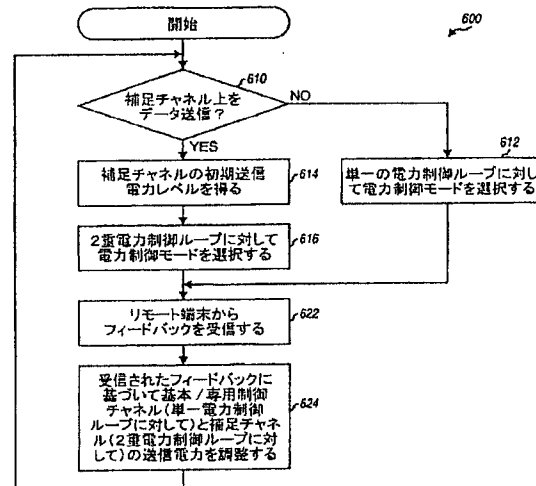 開始
600
610
補足チャネル上を
データ送信？
NO
YES
612
単一の電力制御ループに対し
て電力制御モードを選択する
補足チャネルの初期送信
電力レベルを得る
614
2重電力制御ループに対して
電力制御モードを選択する
616
リモート端末から
フィードバックを受信する
622
受信されたフィードバックに
基づいて基本/専用制御
チャネル(単一電力制御
ループに対して)と補足チャ
ネル(2重電力制御ループに対
して)の送信電力を調整する
624